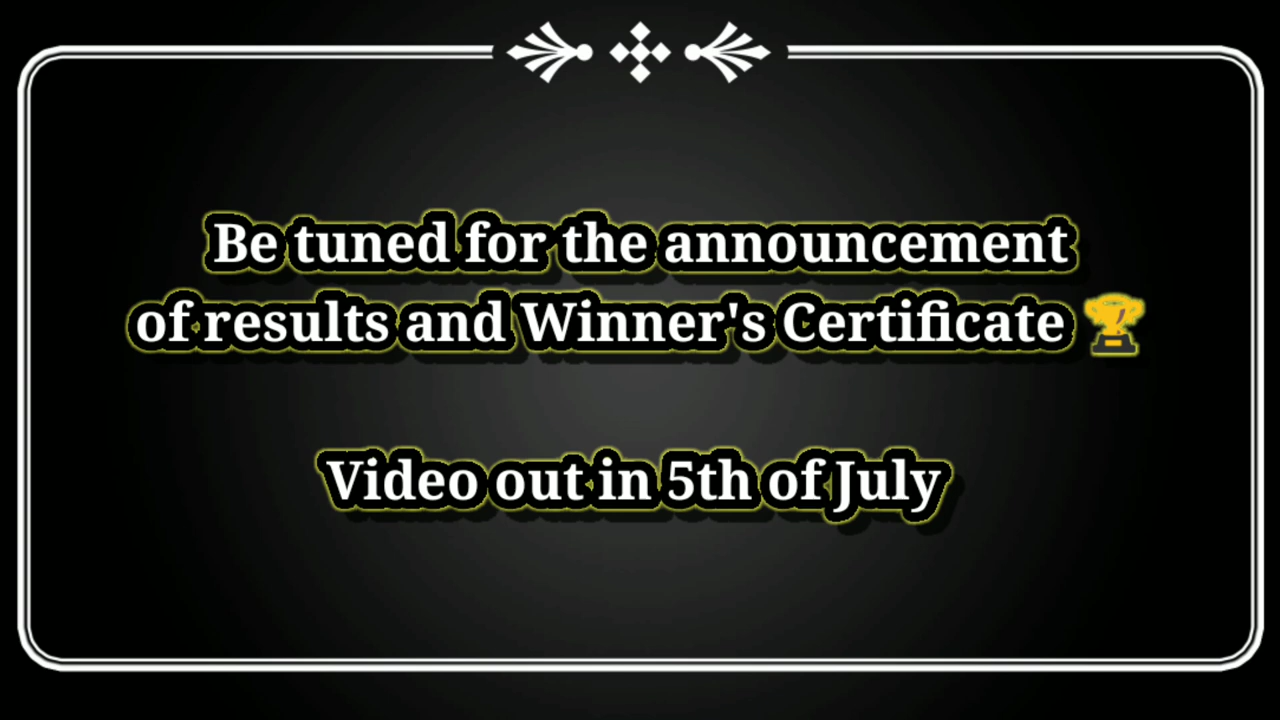 Be tuned for the announcement
of results and Winner's Certificate 🏆
Video out in 5th of July